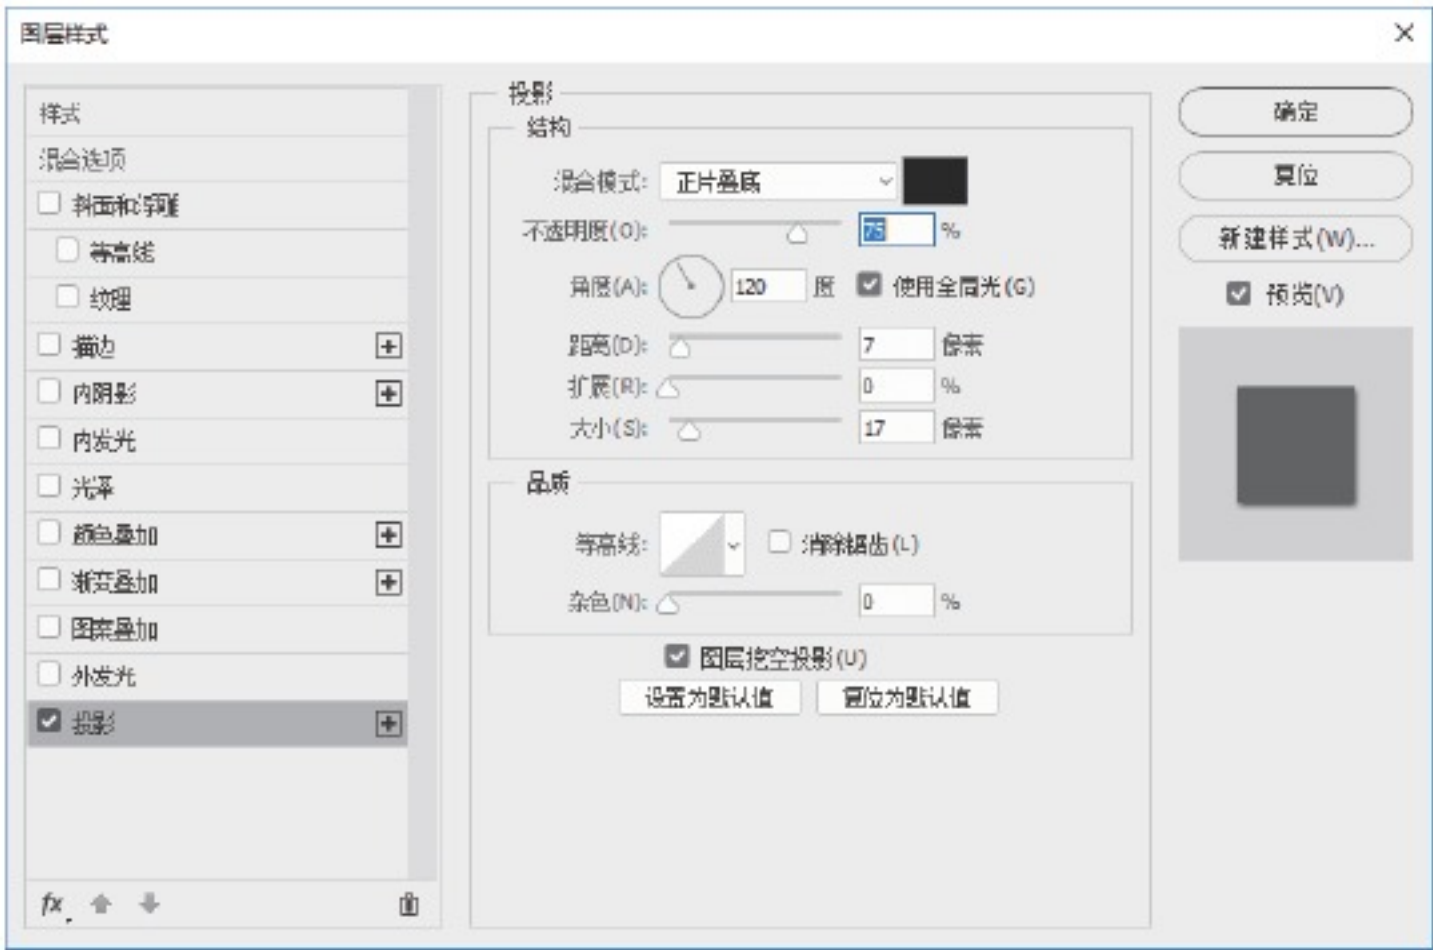 图层样式
样式
混合选项
斜面和浮雕
等高线
纹理
描边
内阴影
内发光
光泽
颜色叠加
渐变叠加
图案叠加
外发光
投影
fx
投影
结构
混合模式: 正片叠底
不透明度(O): 75 %
角度(A): 120 度 使用全局光(G)
距离(D): 7 像素
扩展(R): 0 %
大小(S): 17 像素
品质
等高线: 消除锯齿(L)
杂色(N): 0 %
图层挖空投影(U)
设置为默认值 复位为默认值
确定
复位
新建样式(W)...
预览(V)